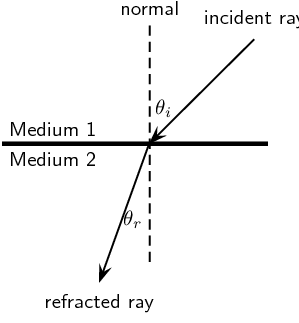 normal
incident ray
θi
Medium 1
Medium 2
θr
refracted ray